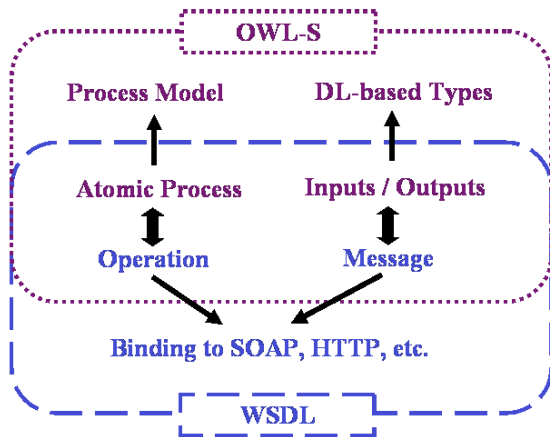 OWL-S
Process Model DL-based Types
Atomic Process Inputs / Outputs
Operation Message
Binding to SOAP, HTTP, etc.
WSDL